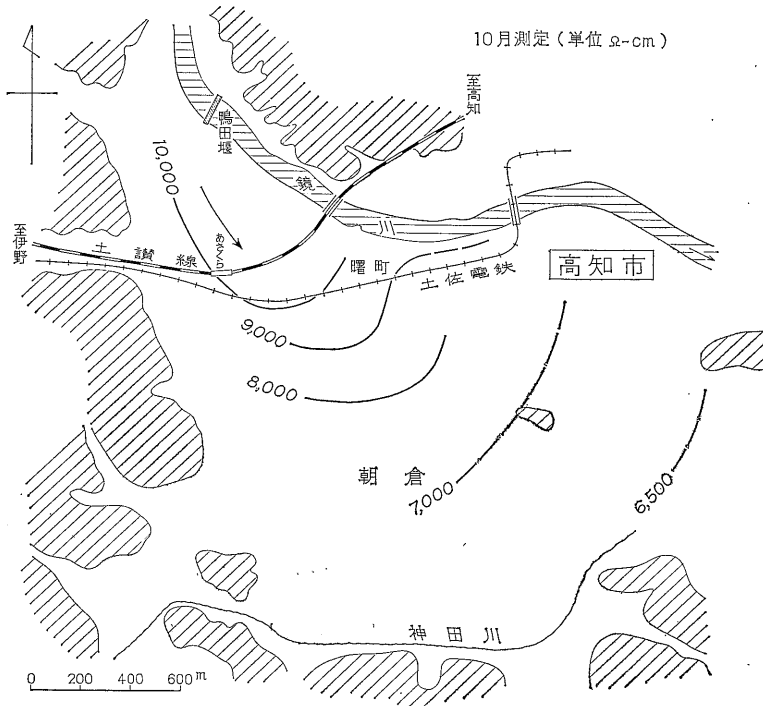 10月測定（単位 Ω-cm）
至高知
鴨田堰
10,000
鏡
川
至伊野
土讃線
あさくら
曙町
土佐電鉄
高知市
9,000
8,000
朝倉
7,000
6,500
神田川
0 200 400 600 m